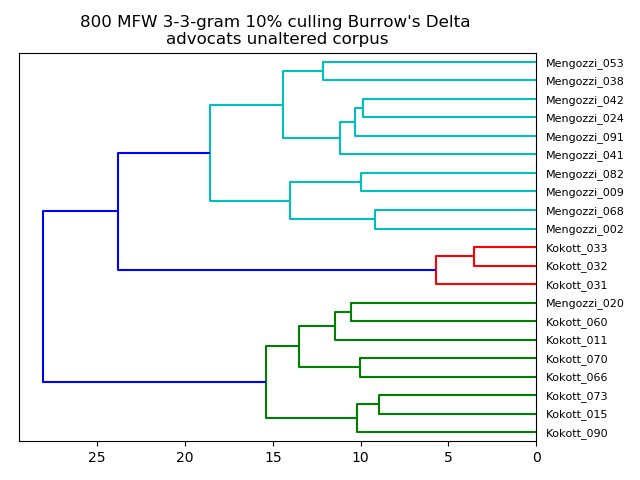 800 MFW 3-3-gram 10% culling Burrow's Delta
advocats unaltered corpus
Mengozzi_053
Mengozzi_038
Mengozzi_042
Mengozzi_024
Mengozzi_091
Mengozzi_041
Mengozzi_082
Mengozzi_009
Mengozzi_068
Mengozzi_002
Kokott_033
Kokott_032
Kokott_031
Mengozzi_020
Kokott_060
Kokott_011
Kokott_070
Kokott_066
Kokott_073
Kokott_015
Kokott_090
25 20 15 10 5 0